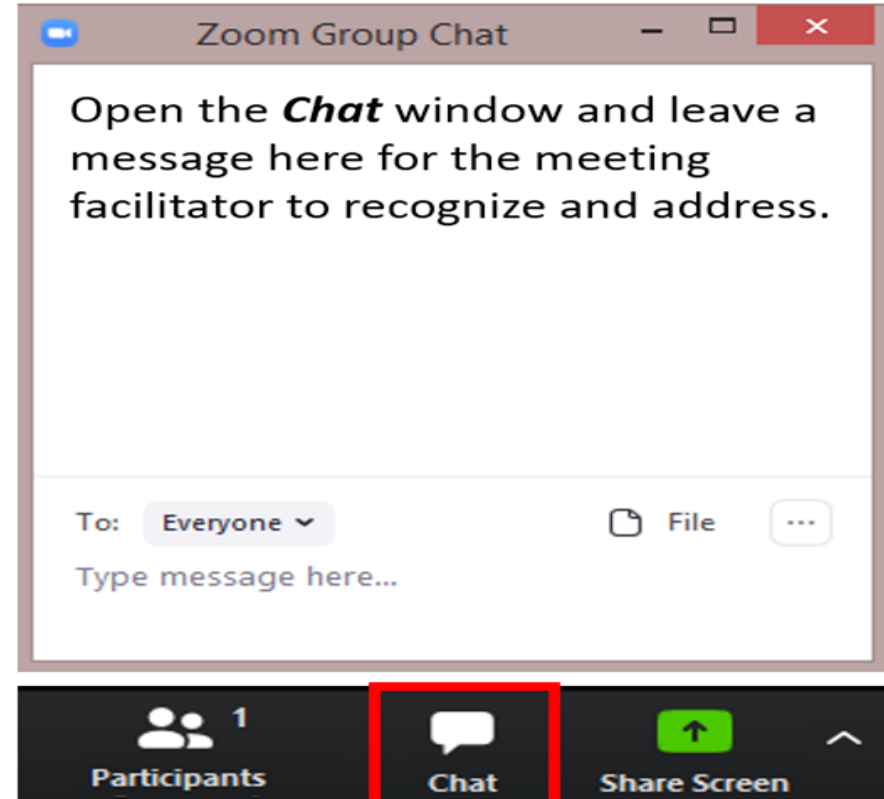 Zoom Group Chat
Open the Chat window and leave a
message here for the meeting
facilitator to recognize and address.
To: Everyone File ...
Type message here...
1
Participants Chat Share Screen